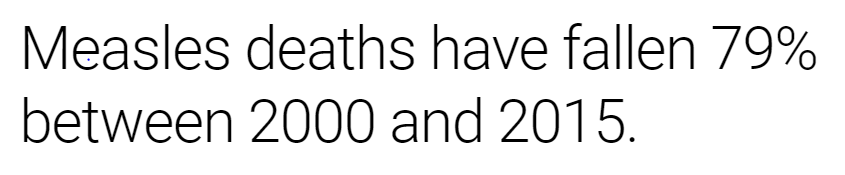 Measles deaths have fallen 79%
between 2000 and 2015.